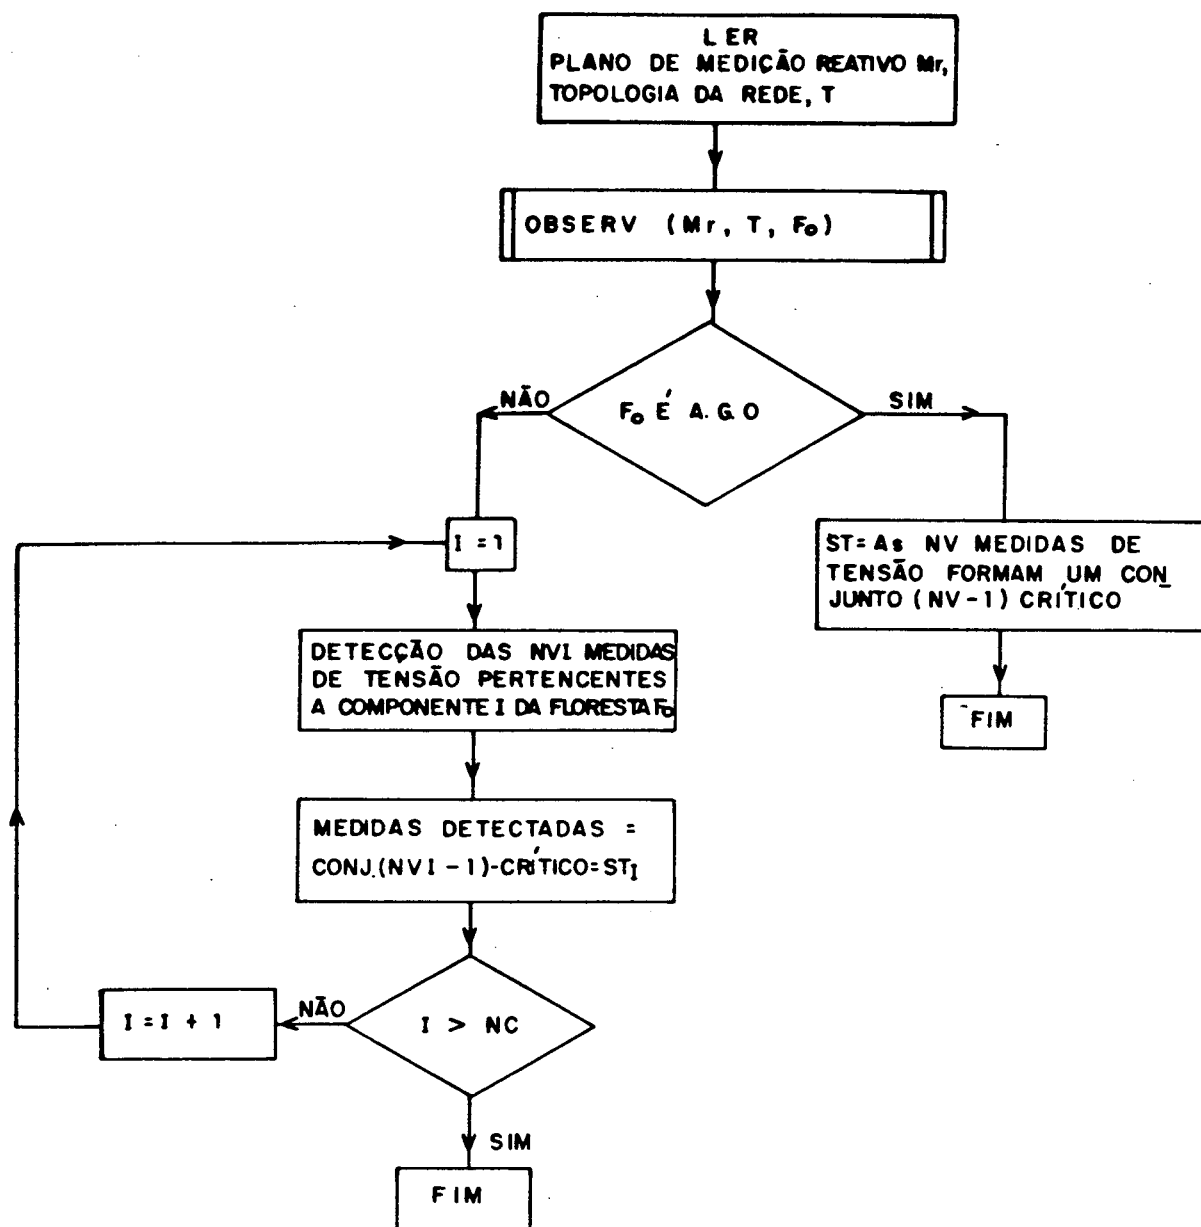 LER
PLANO DE MEDIÇÃO REATIVO Mr,
TOPOLOGIA DA REDE, T
OBSERV (Mr, T, Fo)
Fo É A.G.O
NÃO
SIM
I = 1
ST = As NV MEDIDAS DE
TENSÃO FORMAM UM CON_
JUNTO (NV-1) CRÍTICO
FIM
DETECÇÃO DAS NVI MEDIDAS
DE TENSÃO PERTENCENTES
A COMPONENTE I DA FLORESTA Fo
MEDIDAS DETECTADAS =
CONJ.(NVI-1)-CRÍTICO=STI
I > NC
NÃO
I = I + 1
SIM
FIM